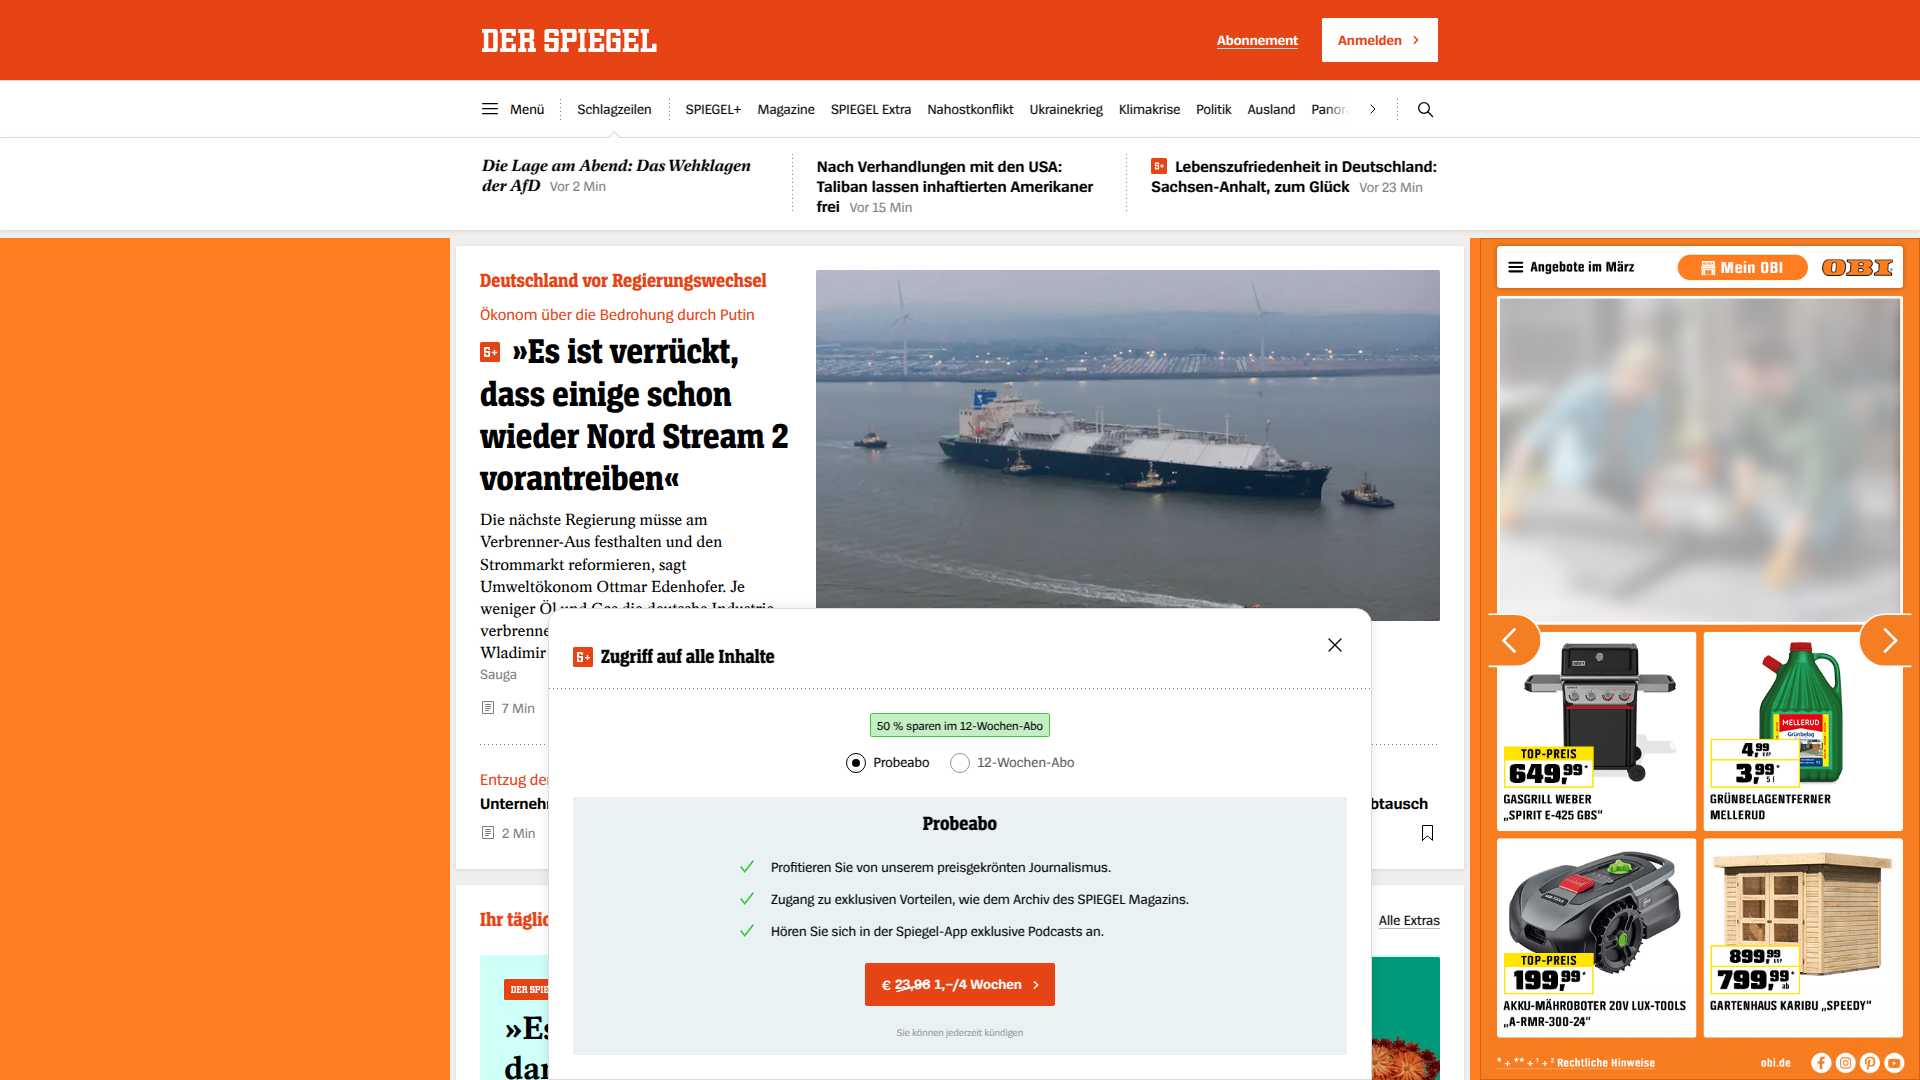 DER SPIEGEL
Abonnement
Anmelden
Menü
Schlagzeilen
SPIEGEL+
Magazine
SPIEGEL Extra
Nahostkonflikt
Ukrainekrieg
Klimakrise
Politik
Ausland
Panor
Die Lage am Abend: Das Wehklagen
der AfD Vor 2 Min
Nach Verhandlungen mit den USA:
Taliban lassen inhaftierten Amerikaner
frei Vor 15 Min
S+ Lebenszufriedenheit in Deutschland:
Sachsen-Anhalt, zum Glück Vor 23 Min
Deutschland vor Regierungswechsel
Ökonom über die Bedrohung durch Putin
S+ »Es ist verrückt,
dass einige schon
wieder Nord Stream 2
vorantreiben«
Die nächste Regierung müsse am
Verbrenner-Aus festhalten und den
Strommarkt reformieren, sagt
Umweltökonom Ottmar Edenhofer. Je
weniger Öl und Gas die deutsche Industrie
verbrenne
Wladimir
Sauga
7 Min
Entzug de
Unterneh
btausch
2 Min
Ihr täglic
Alle Extras
DER SPIE
»Es
dar
S+ Zugriff auf alle Inhalte
50 % sparen im 12-Wochen-Abo
Probeabo
12-Wochen-Abo
Probeabo
Profitieren Sie von unserem preisgekrönten Journalismus.
Zugang zu exklusiven Vorteilen, wie dem Archiv des SPIEGEL Magazins.
Hören Sie sich in der Spiegel-App exklusive Podcasts an.
€ 23,96 1,–/4 Wochen
Sie können jederzeit kündigen
Angebote im März
Mein OBI
OBI
TOP-PREIS
649,99*
GASGRILL WEBER
„SPIRIT E-425 GBS“
MELLERUD
Grünbelag
4,99
3,99*
5 l
GRÜNBELAGENTFERNER
MELLERUD
TOP-PREIS
199,99*
AKKU-MÄHROBOTER 20V LUX-TOOLS
„A-RMR-300-24“
899,99
799,99*
ab
GARTENHAUS KARIBU „SPEEDY“
* + ** + ¹ + ² Rechtliche Hinweise
obi.de